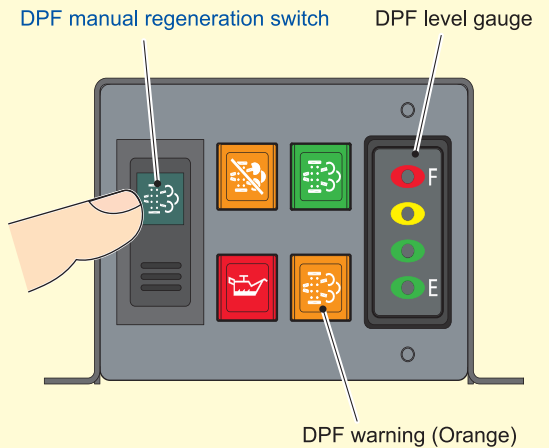 DPF manual regeneration switch
DPF level gauge
F
E
DPF warning (Orange)